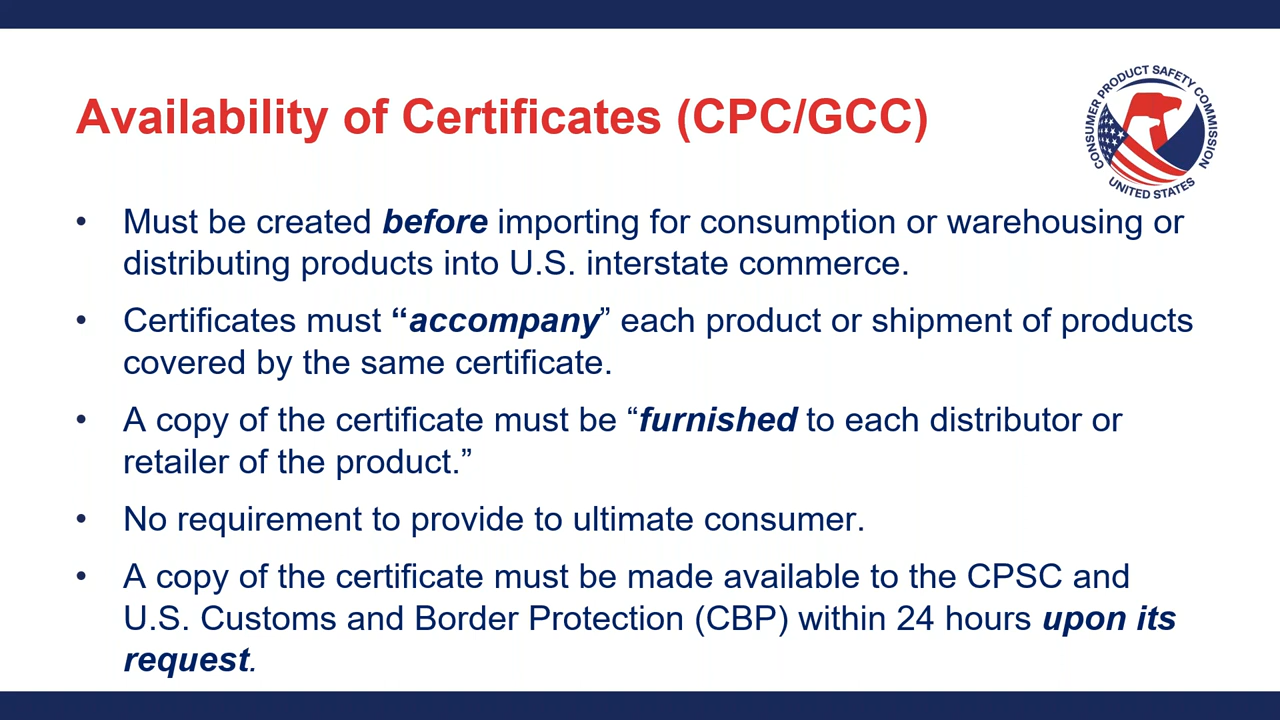 Availability of Certificates (CPC/GCC)
CONSUMER PRODUCT SAFETY COMMISSION
UNITED STATES
• Must be created before importing for consumption or warehousing or
distributing products into U.S. interstate commerce.
• Certificates must “accompany” each product or shipment of products
covered by the same certificate.
• A copy of the certificate must be “furnished to each distributor or
retailer of the product.”
• No requirement to provide to ultimate consumer.
• A copy of the certificate must be made available to the CPSC and
U.S. Customs and Border Protection (CBP) within 24 hours upon its
request.